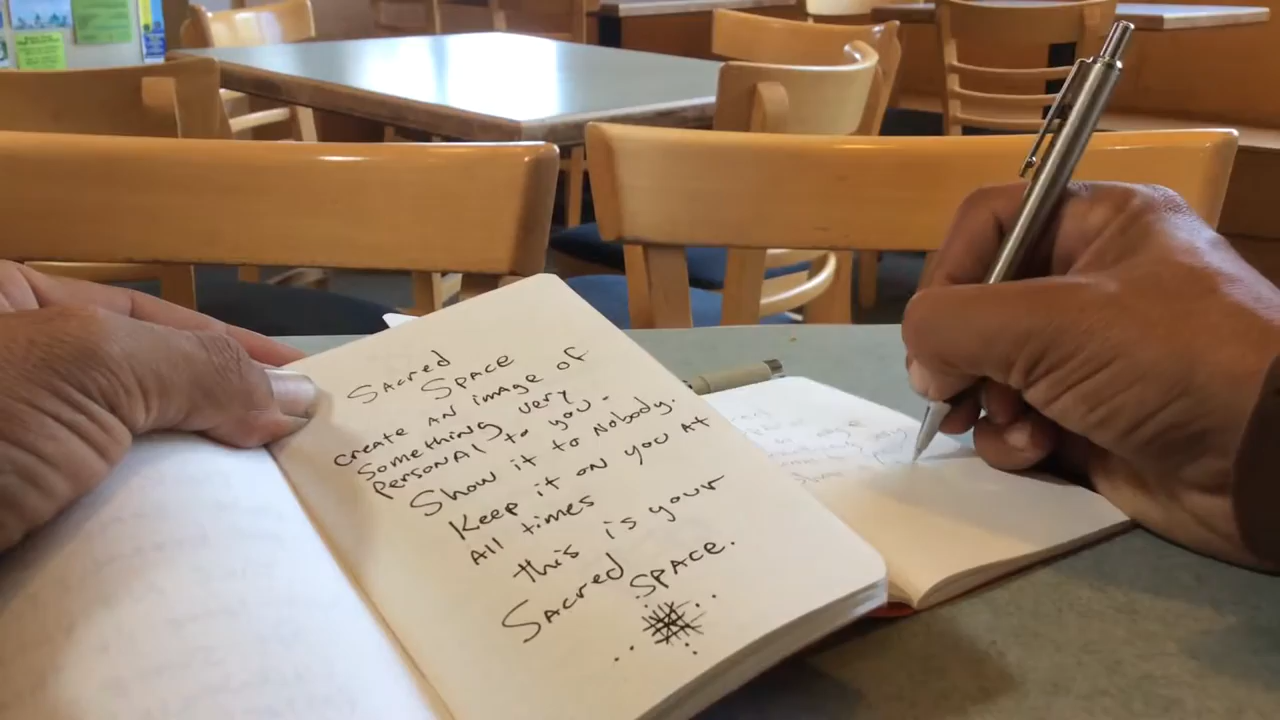 Sacred
Space
create AN image of
Something very
PersonAl to you.
Show it to Nobody.
Keep it on you At
All times
this is your
Sacred SPACe.